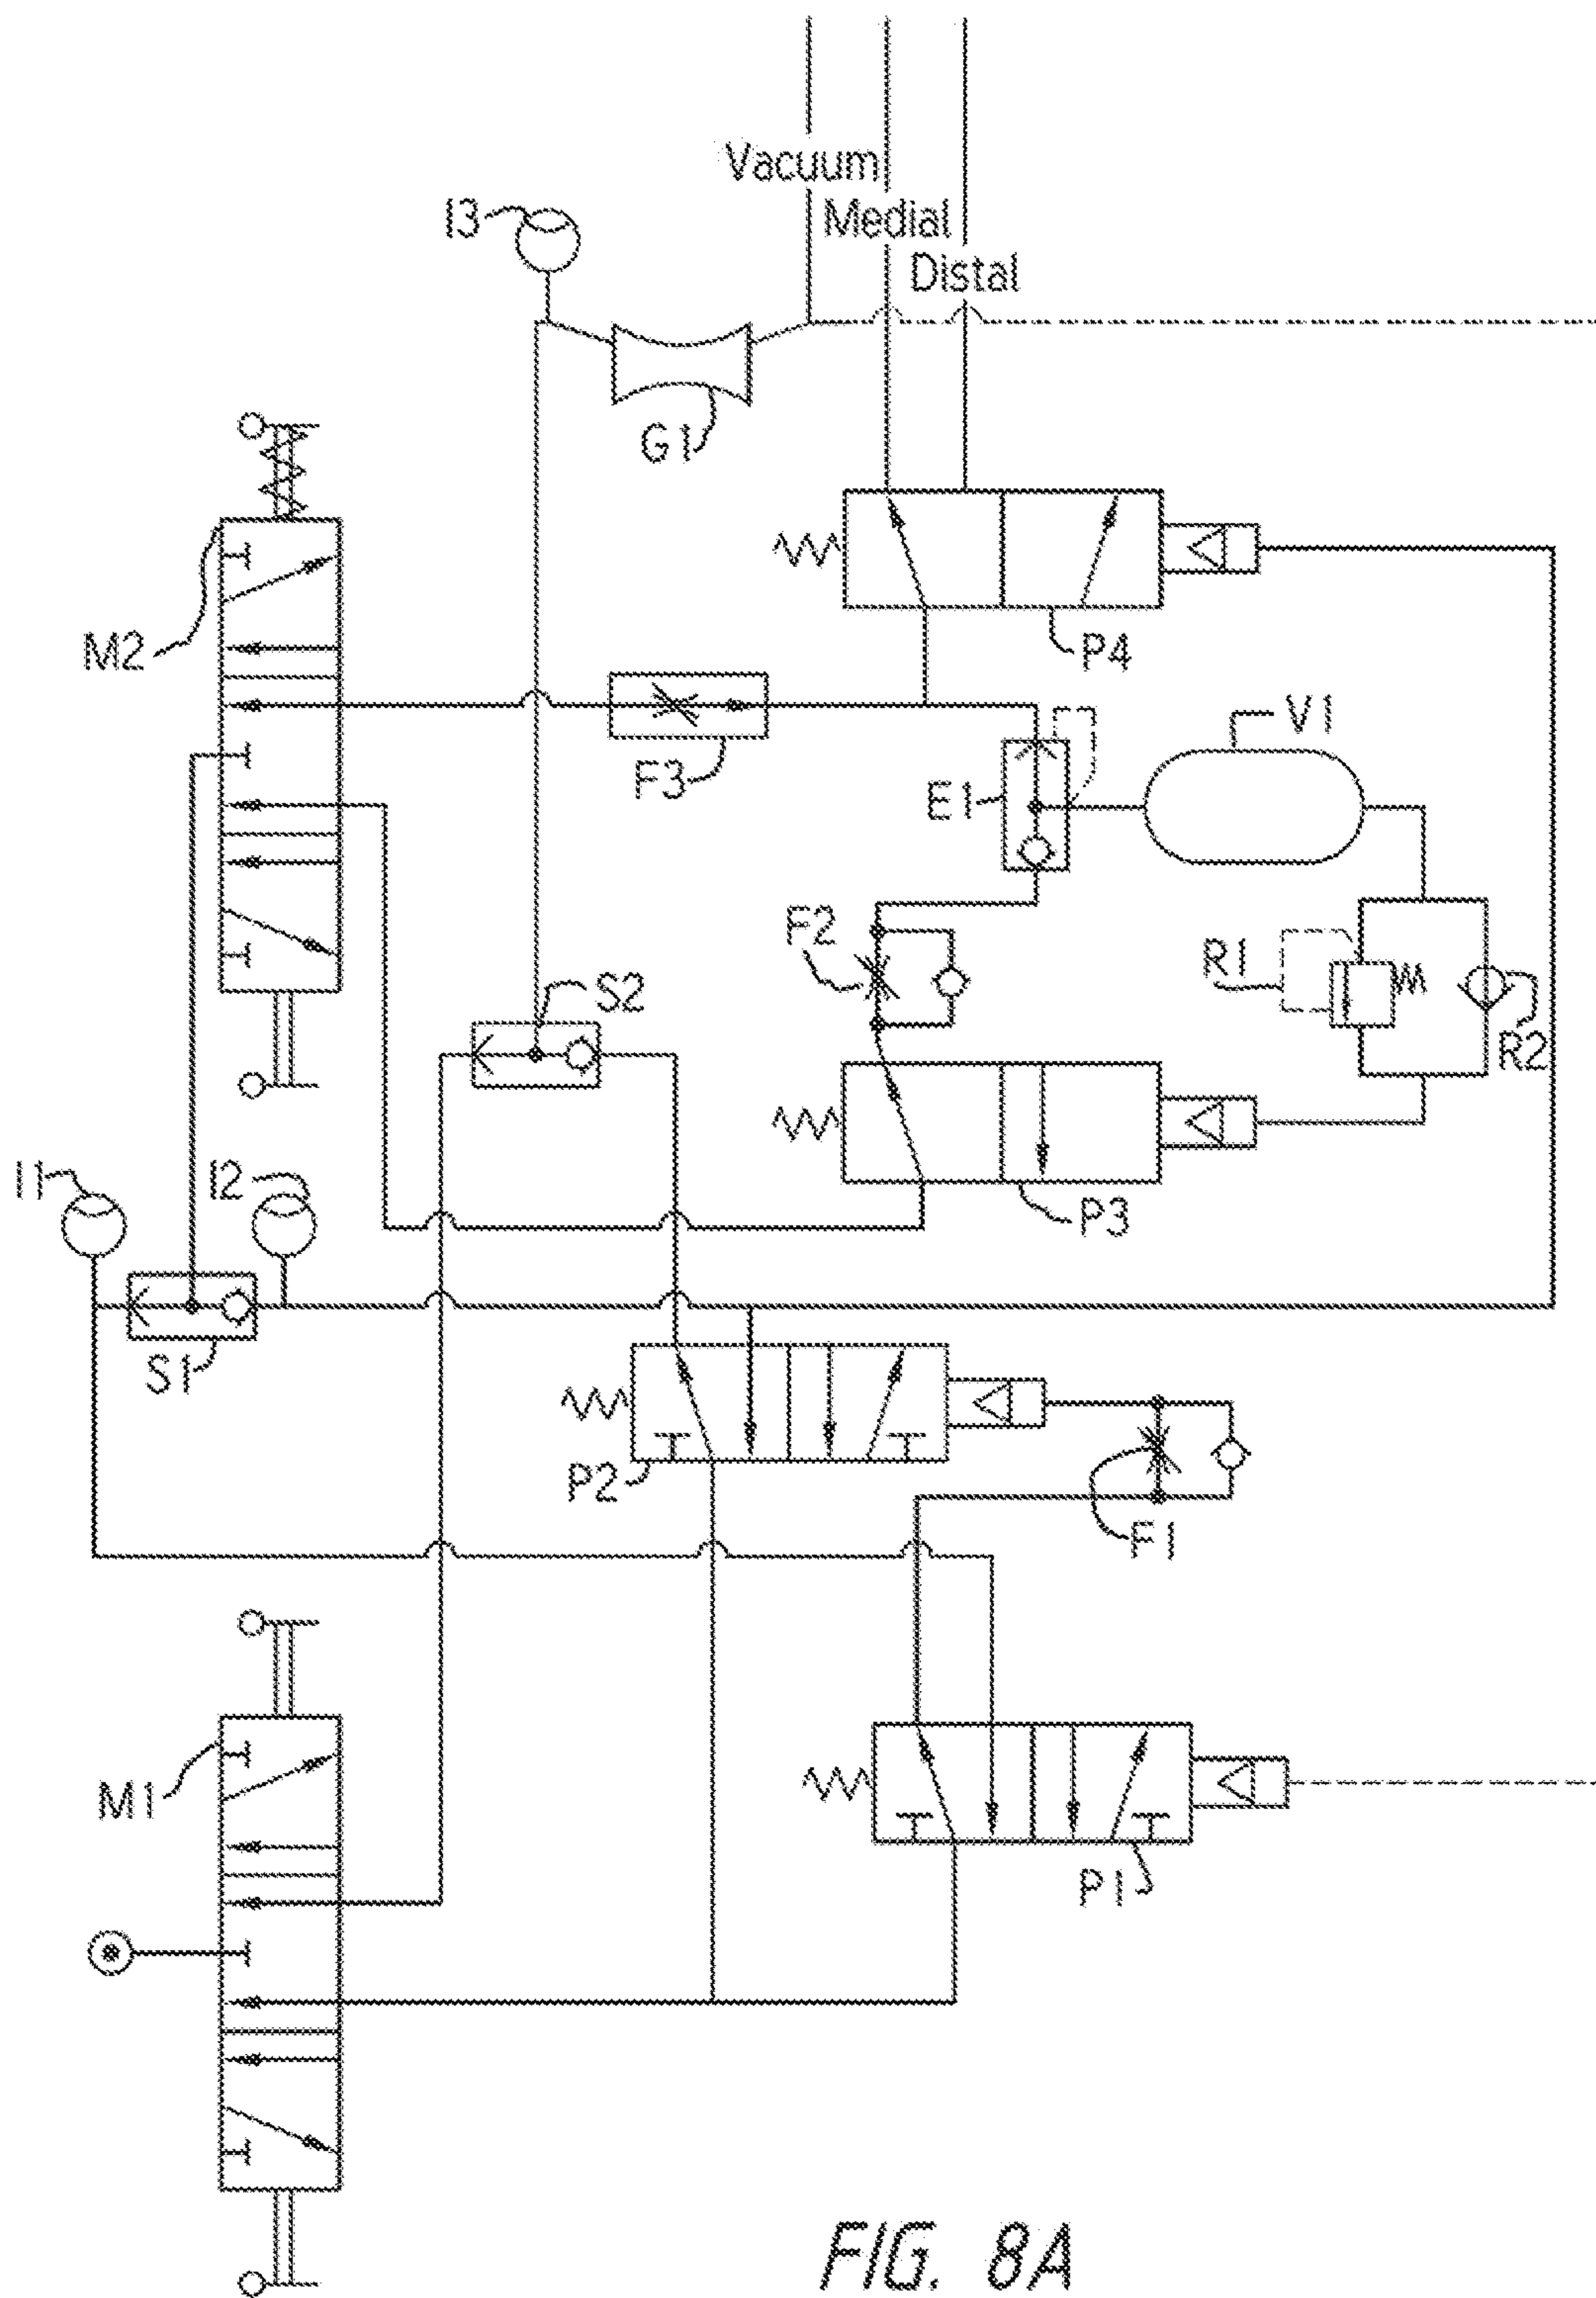 Vacuum
I3
Medial
Distal
G1
M2
P4
V1
F3
E1
F2
R1
S2
R2
I1
I2
P3
S1
P2
F1
M1
P1
FIG. 8A